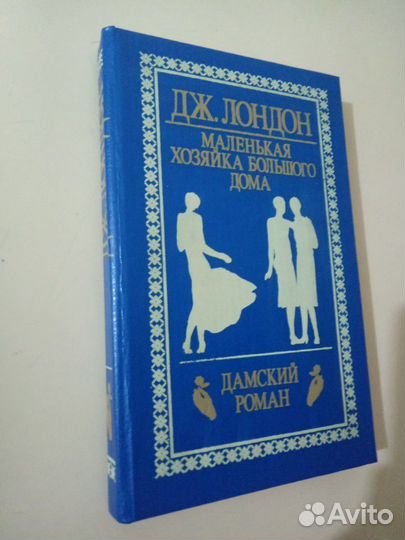 ДЖ. ЛОНДОН
МАЛЕНЬКАЯ
ХОЗЯЙКА БОЛЬШОГО
ДОМА
ДАМСКИЙ
РОМАН
Avito